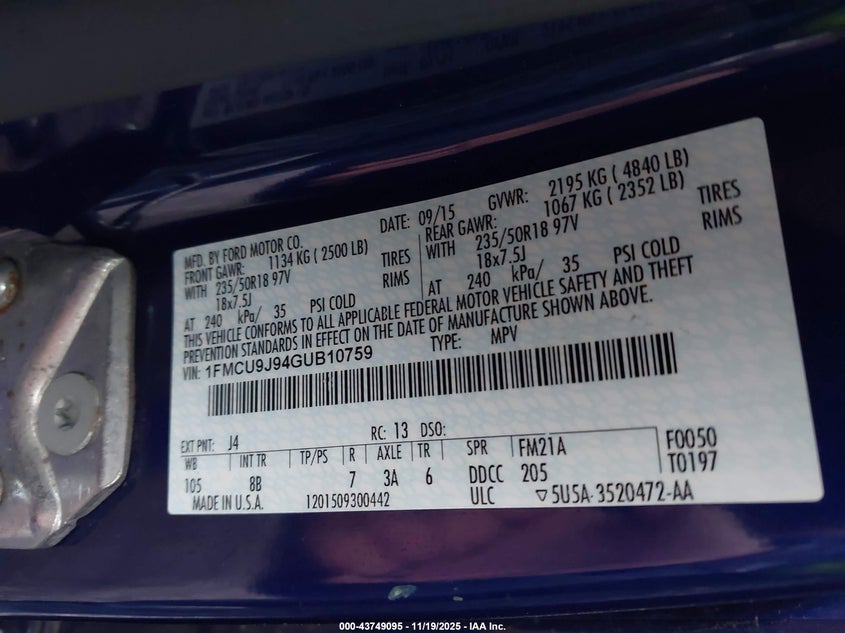 MFD. BY FORD MOTOR CO.
DATE: 09/15 GVWR: 2195 KG ( 4840 LB)
FRONT GAWR: 1134 KG ( 2500 LB) REAR GAWR: 1067 KG ( 2352 LB)
WITH 235/50R18 97V TIRES WITH 235/50R18 97V TIRES
18x7.5J RIMS 18x7.5J RIMS
AT 240 kPa/ 35 PSI COLD AT 240 kPa/ 35 PSI COLD
THIS VEHICLE CONFORMS TO ALL APPLICABLE FEDERAL MOTOR VEHICLE SAFETY AND THEFT
PREVENTION STANDARDS IN EFFECT ON THE DATE OF MANUFACTURE SHOWN ABOVE.
VIN: 1FMCU9J94GUB10759 TYPE: MPV
EXT PNT: J4 RC: 13 DSO:
WB INT TR TP/PS R AXLE TR SPR FM21A F0050
105 8B 7 3A 6 DDCC 205 T0197
MADE IN U.S.A. 1201509300442 ULC ▽5U5A-3520472-AA
000-43749095 - 11/19/2025 - IAA Inc.